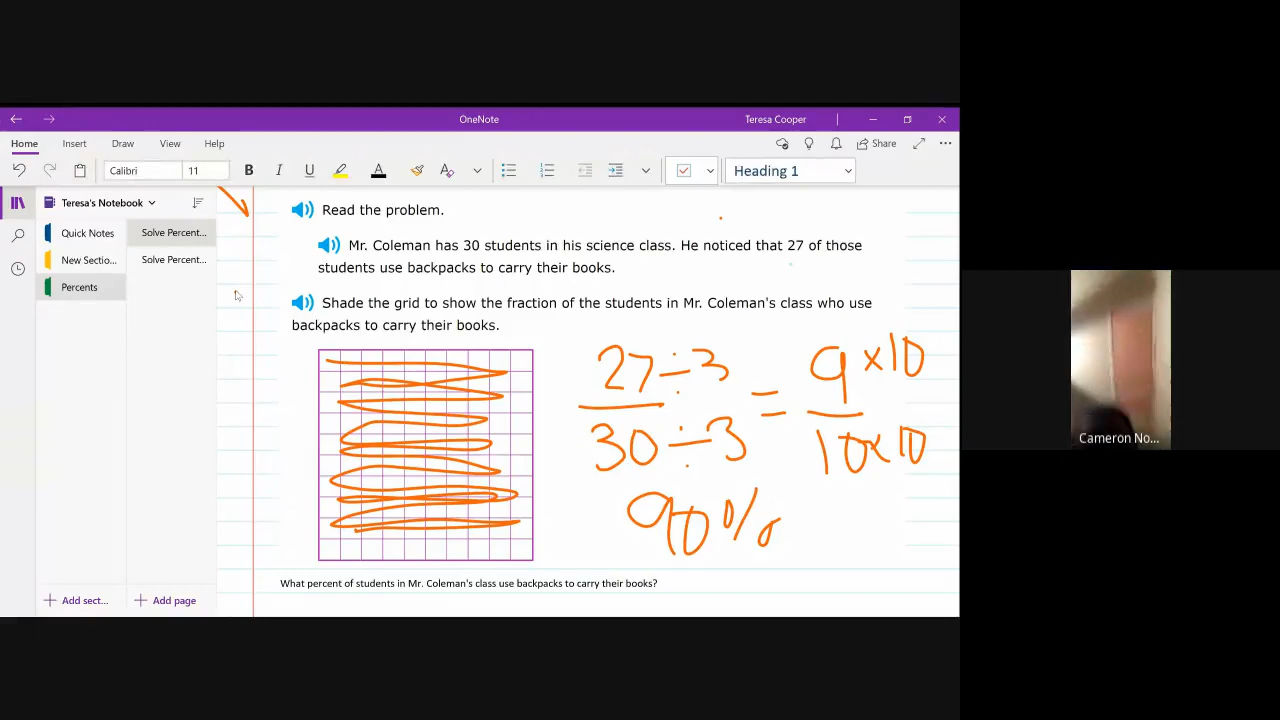 OneNote
Teresa Cooper
Home Insert Draw View Help
Share
Calibri 11 B I U A Heading 1
Teresa's Notebook
Quick Notes
New Sectio...
Percents
Solve Percent...
Solve Percent...
Read the problem.
Mr. Coleman has 30 students in his science class. He noticed that 27 of those
students use backpacks to carry their books.
Shade the grid to show the fraction of the students in Mr. Coleman's class who use
backpacks to carry their books.
27 ÷ 3 = 9 x 10
30 ÷ 3 10 x 10
90%
What percent of students in Mr. Coleman's class use backpacks to carry their books?
+ Add sect... + Add page
Cameron No...